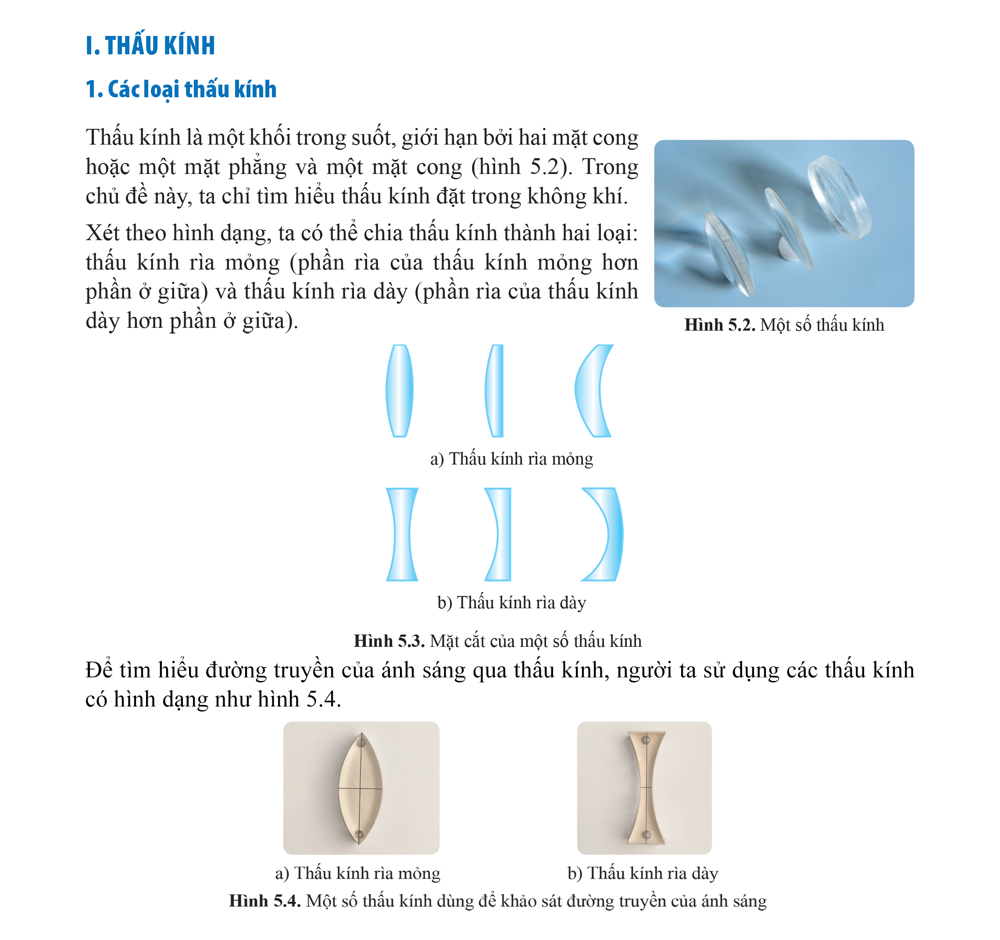 I. THẤU KÍNH
1. Các loại thấu kính
Thấu kính là một khối trong suốt, giới hạn bởi hai mặt cong
hoặc một mặt phẳng và một mặt cong (hình 5.2). Trong
chủ đề này, ta chỉ tìm hiểu thấu kính đặt trong không khí.
Xét theo hình dạng, ta có thể chia thấu kính thành hai loại:
thấu kính rìa mỏng (phần rìa của thấu kính mỏng hơn
phần ở giữa) và thấu kính rìa dày (phần rìa của thấu kính
dày hơn phần ở giữa).
Hình 5.2. Một số thấu kính
a) Thấu kính rìa mỏng
b) Thấu kính rìa dày
Hình 5.3. Mặt cắt của một số thấu kính
Để tìm hiểu đường truyền của ánh sáng qua thấu kính, người ta sử dụng các thấu kính
có hình dạng như hình 5.4.
a) Thấu kính rìa mỏng
b) Thấu kính rìa dày
Hình 5.4. Một số thấu kính dùng để khảo sát đường truyền của ánh sáng